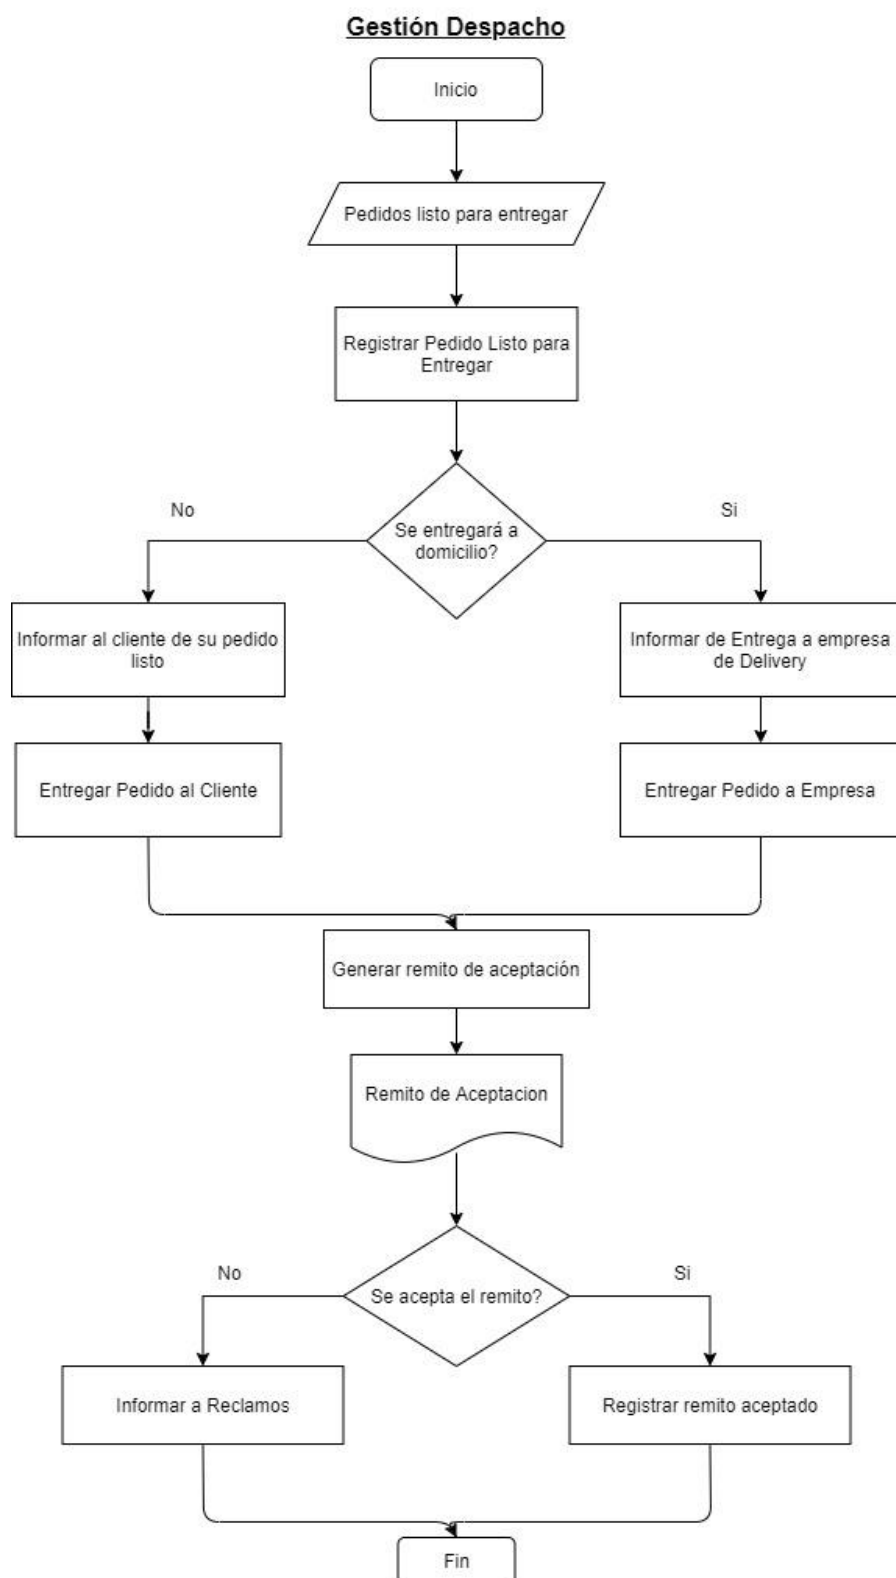 Gestión Despacho
Inicio
Pedidos listo para entregar
Registrar Pedido Listo para
Entregar
Se entregará a
domicilio?
No
Si
Informar al cliente de su pedido
listo
Informar de Entrega a empresa
de Delivery
Entregar Pedido al Cliente
Entregar Pedido a Empresa
Generar remito de aceptación
Remito de Aceptacion
No
Si
Se acepta el remito?
Informar a Reclamos
Registrar remito aceptado
Fin